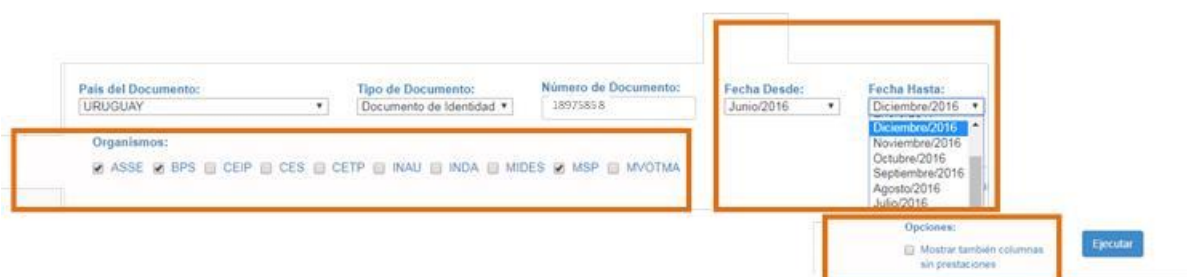 País del Documento: Tipo de Documento: Número de Documento: Fecha Desde: Fecha Hasta:
URUGUAY Documento de Identidad 18975858 Junio/2016 Diciembre/2016
Organismos:
Diciembre/2016
Noviembre/2016
ASSE BPS CEIP CES CETP INAU INDA MIDES MSP MVOTMA
Octubre/2016
Septiembre/2016
Agosto/2016
Julio/2016
Opciones:
Mostrar también columnas
sin prestaciones
Ejecutar